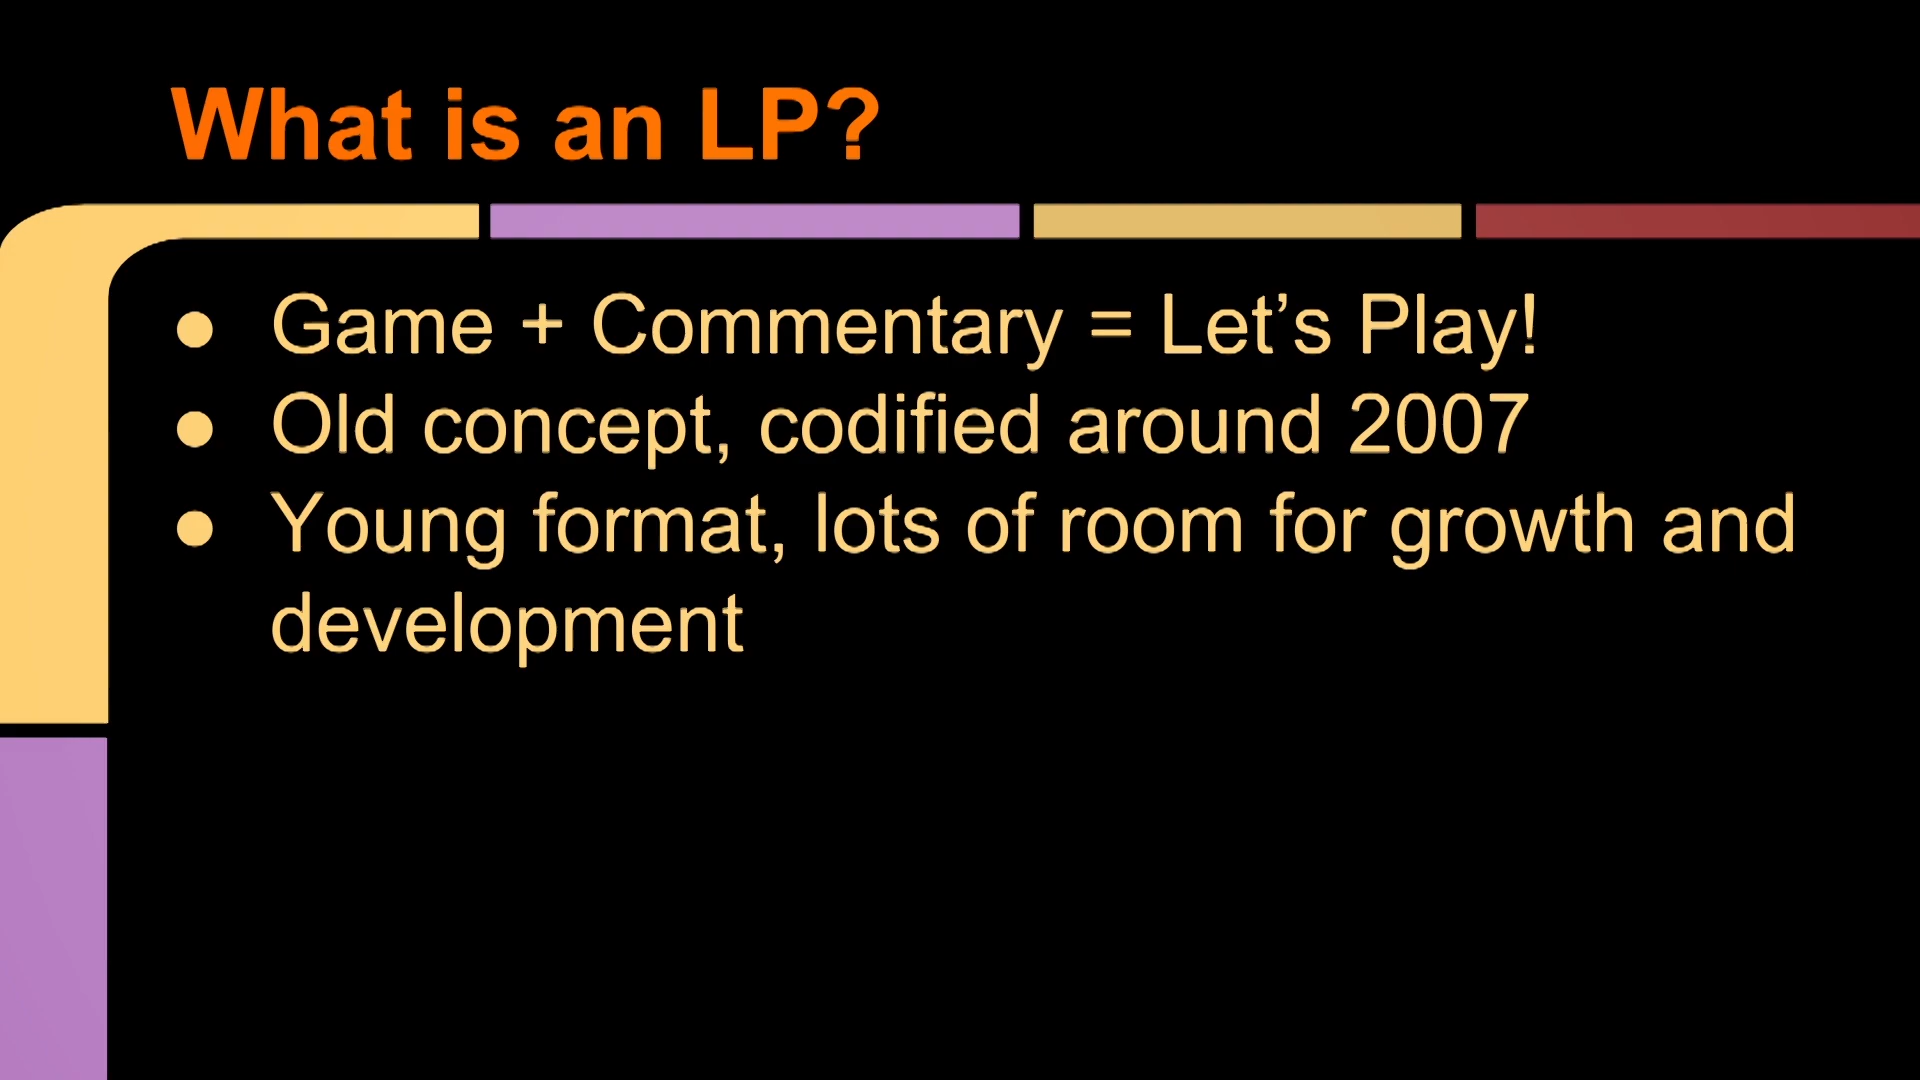 What is an LP?
● Game + Commentary = Let’s Play!
● Old concept, codified around 2007
● Young format, lots of room for growth and
development